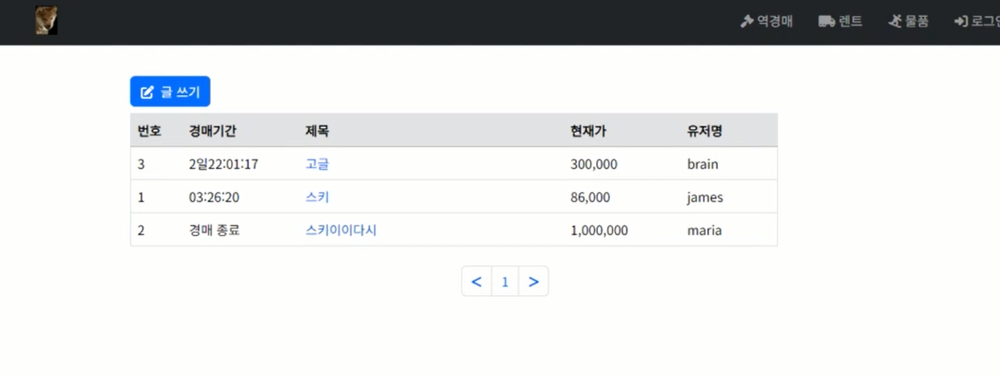 역경매 렌트 물품 로그인
글 쓰기
번호 경매기간 제목 현재가 유저명
3 2일22:01:17 고글 300,000 brain
1 03:26:20 스키 86,000 james
2 경매 종료 스키이이다시 1,000,000 maria
< 1 >